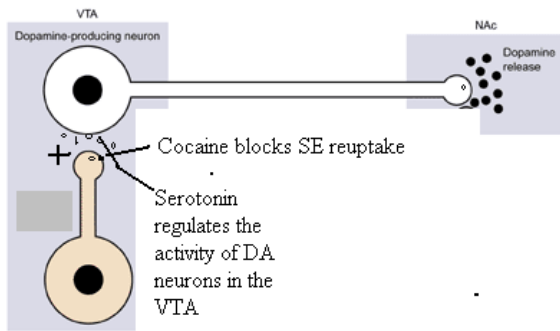 VTA
Dopamine-producing neuron
NAc
Dopamine
release
+
Cocaine blocks SE reuptake
Serotonin
regulates the
activity of DA
neurons in the
VTA